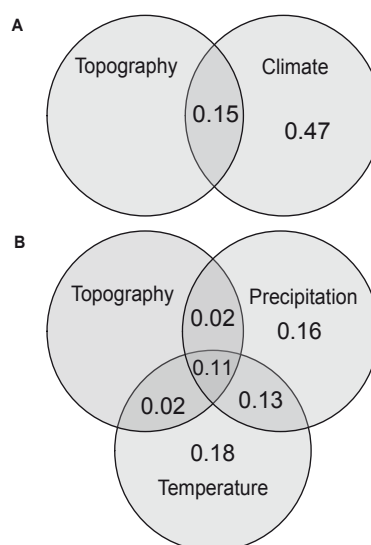 A
Topography Climate
0.15
0.47
B
Topography Precipitation
0.02
0.16
0.11
0.02 0.13
0.18
Temperature